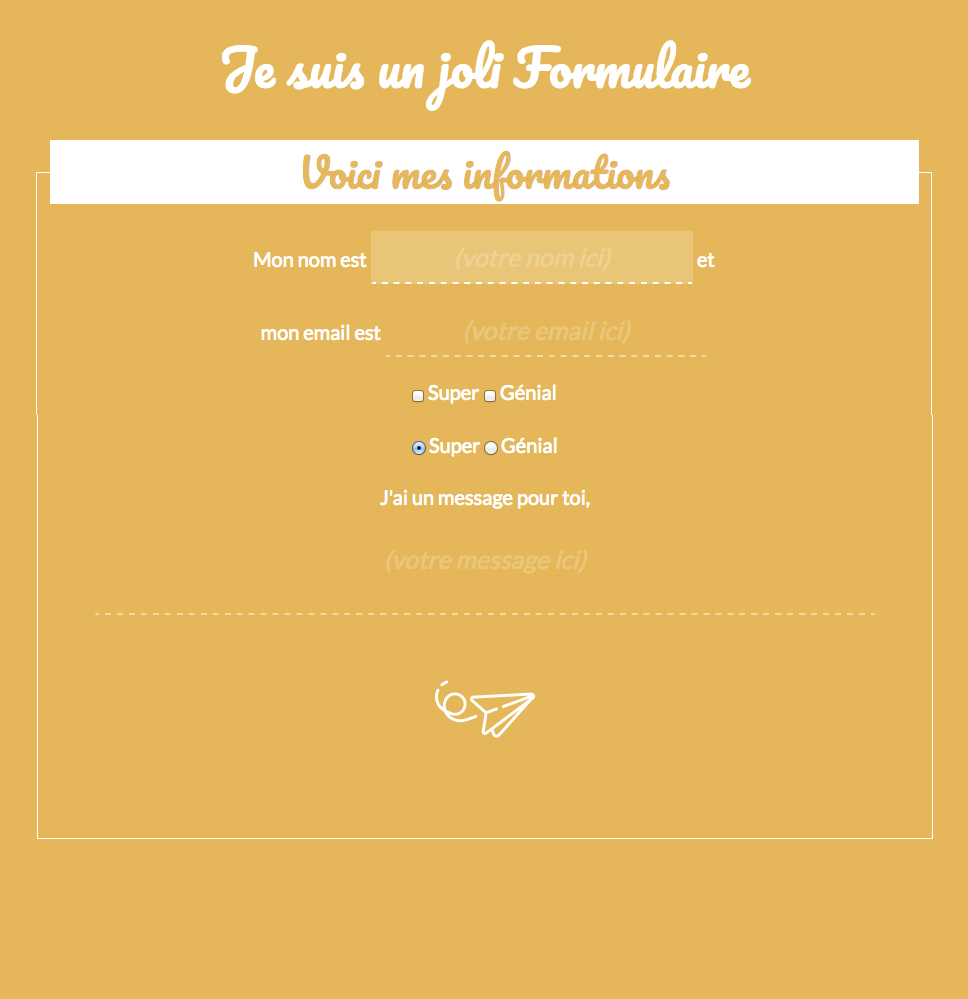 Je suis un joli Formulaire
Voici mes informations
Mon nom est (votre nom ici) et
mon email est (votre email ici)
Super Génial
Super Génial
J'ai un message pour toi,
(votre message ici)